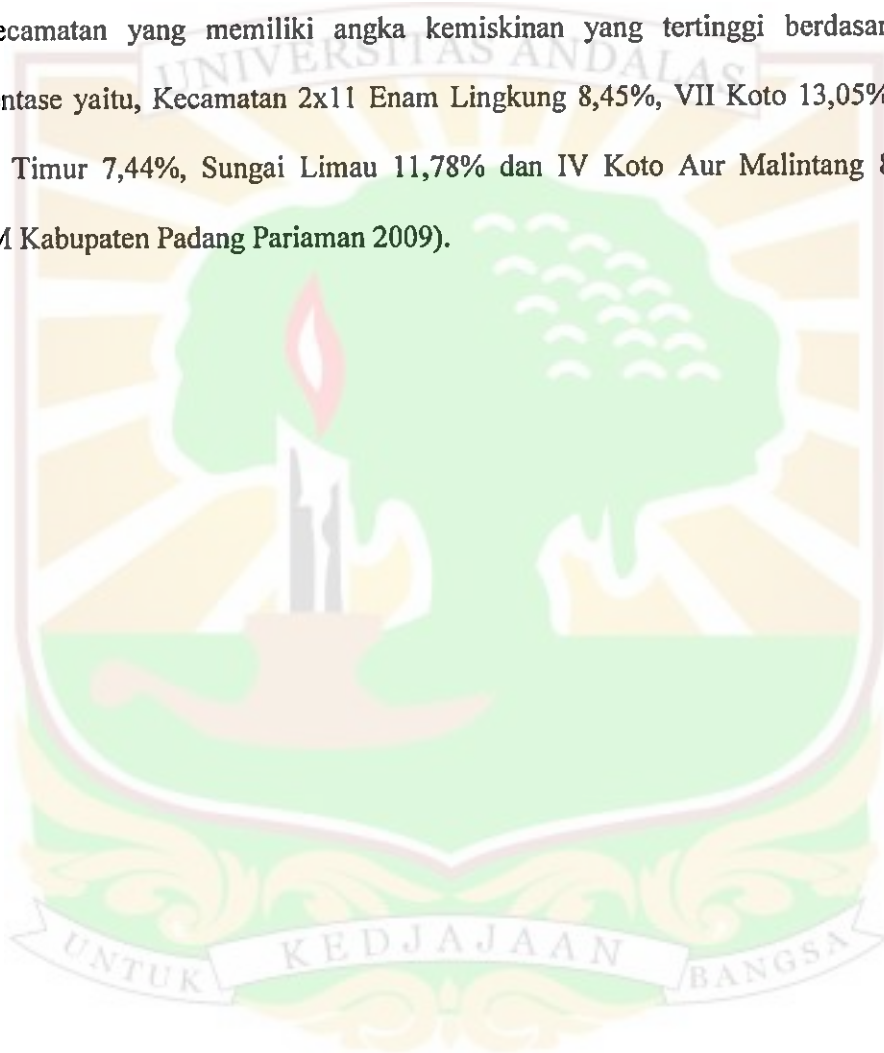 ecamatan yang memiliki angka kemiskinan yang tertinggi berdasar
ntase yaitu, Kecamatan 2x11 Enam Lingkung 8,45%, VII Koto 13,05%
Timur 7,44%, Sungai Limau 11,78% dan IV Koto Aur Malintang 8
M Kabupaten Padang Pariaman 2009).
UNIVERSITAS ANDALAS
UNTUK KEDJAJAAN BANGSA